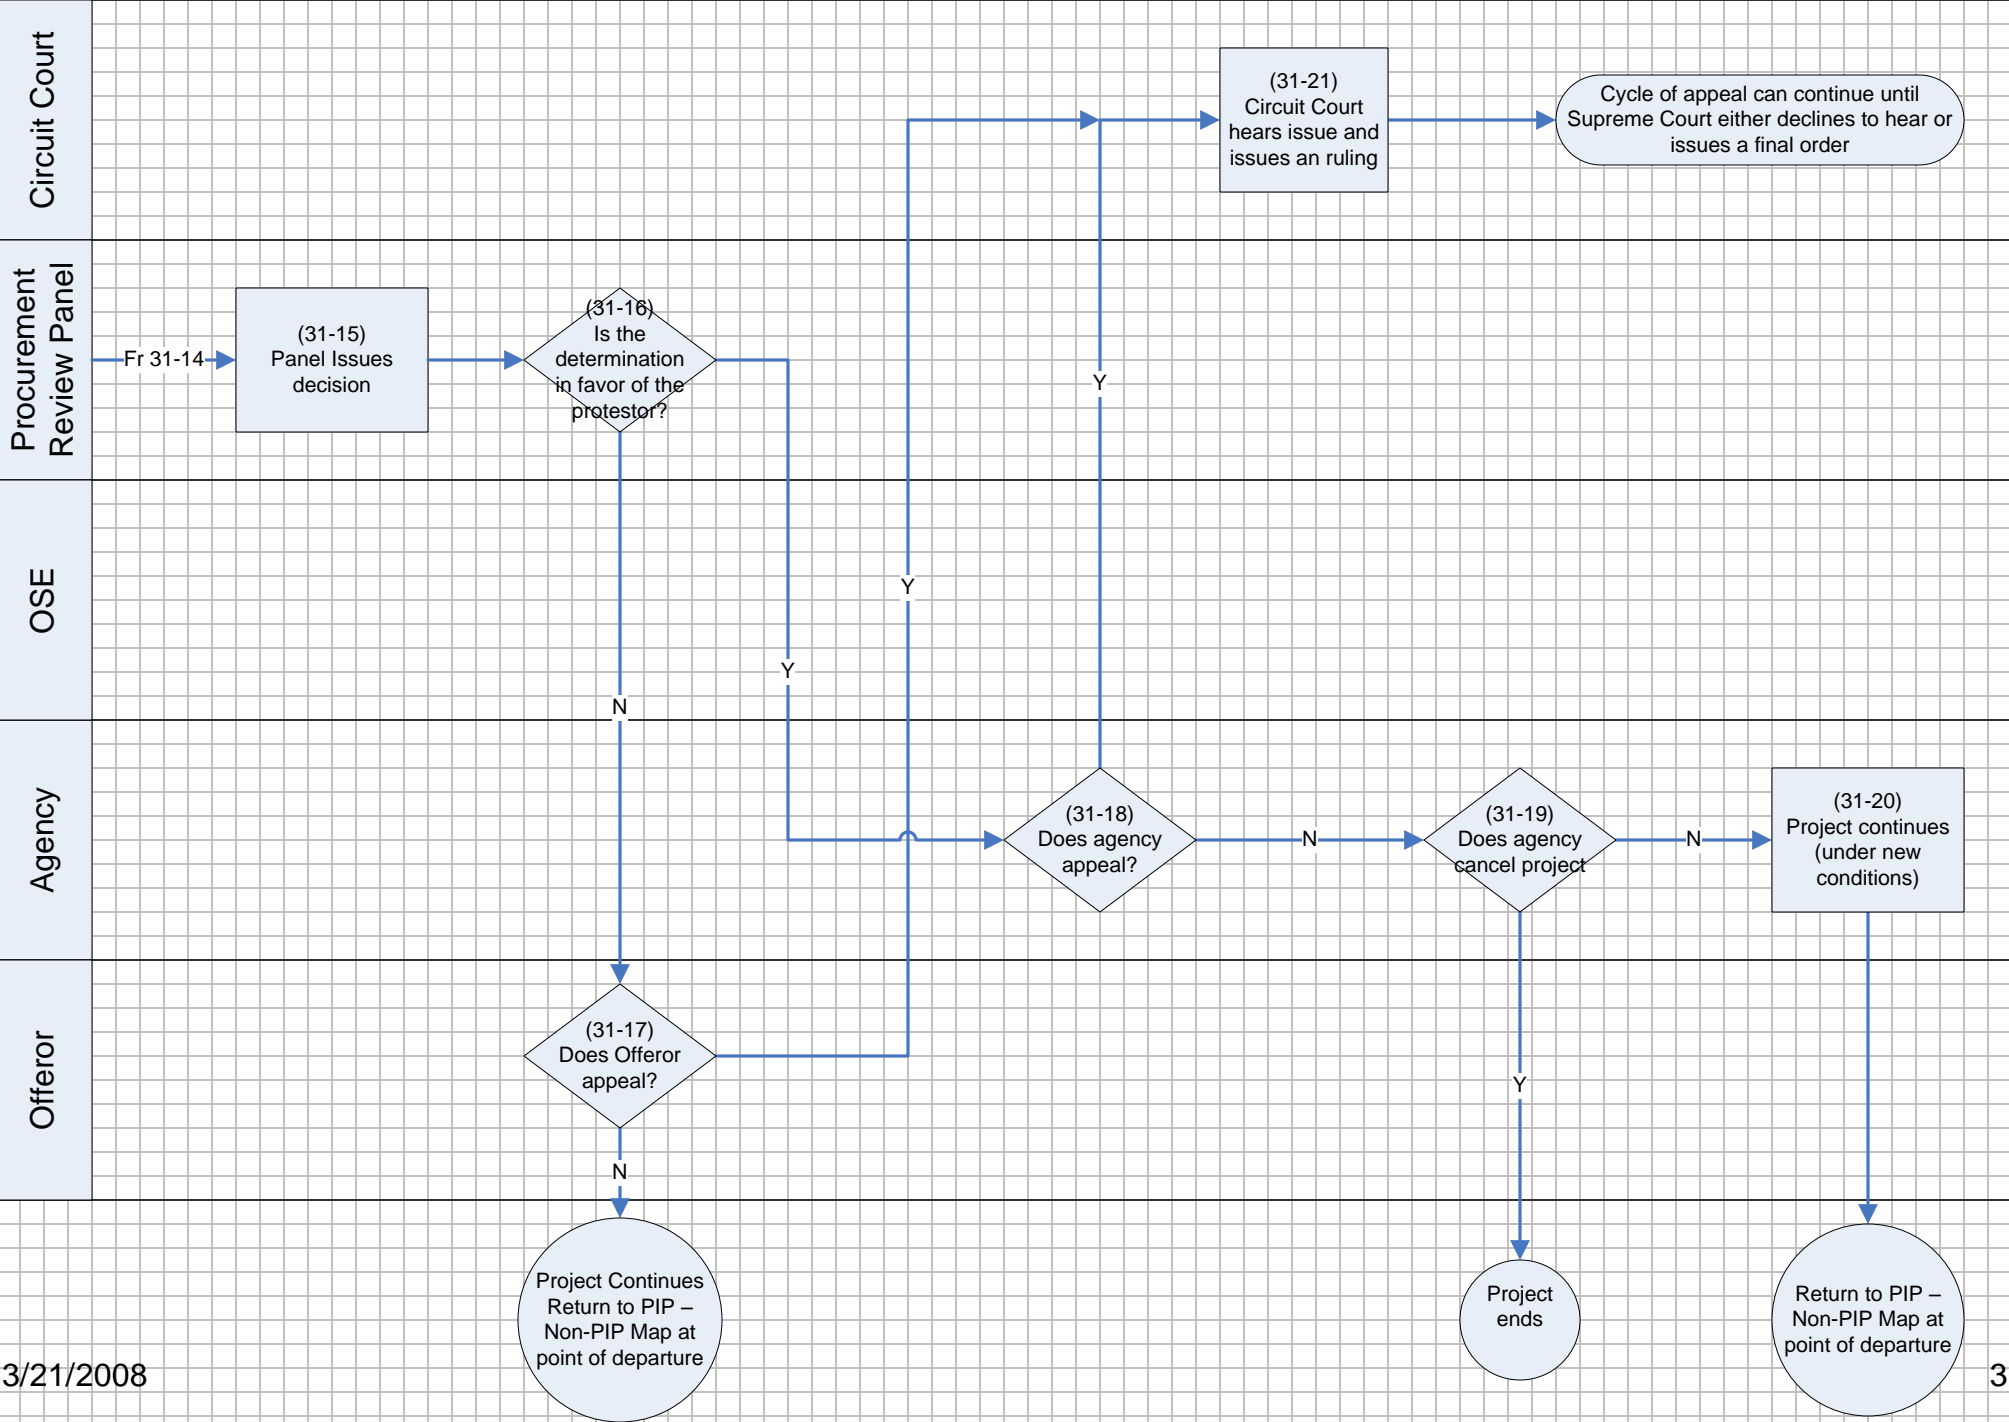 Circuit Court
(31-21)
Circuit Court
hears issue and
issues an ruling
Cycle of appeal can continue until
Supreme Court either declines to hear or
issues a final order
Procurement
Review Panel
Fr 31-14
(31-15)
Panel Issues
decision
(31-16)
Is the
determination
in favor of the
protestor?
Y
OSE
Y
Y
N
Agency
(31-18)
Does agency
appeal?
N
(31-19)
Does agency
cancel project
N
(31-20)
Project continues
(under new
conditions)
Offeror
(31-17)
Does Offeror
appeal?
Y
N
Project Continues
Return to PIP –
Non-PIP Map at
point of departure
Project
ends
Return to PIP –
Non-PIP Map at
point of departure
3/21/2008
3